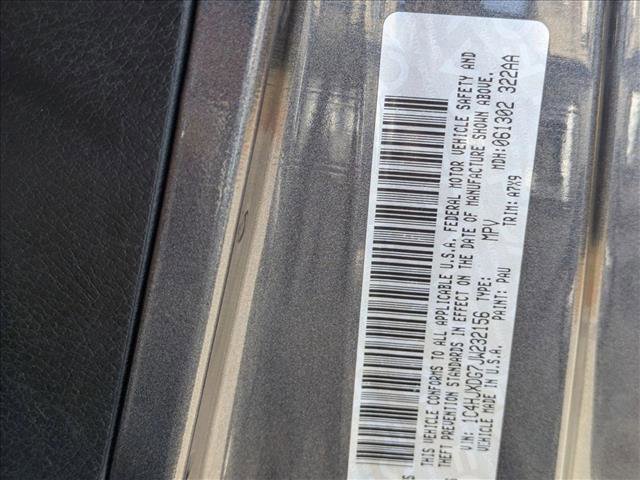 THIS VEHICLE CONFORMS TO ALL APPLICABLE U.S.A. FEDERAL MOTOR VEHICLE SAFETY AND
THEFT PREVENTION STANDARDS IN EFFECT ON THE DATE OF MANUFACTURE SHOWN ABOVE.
VIN: 1C4HJXDG7JW232156 TYPE: MPV MDH:061302 322AA
VEHICLE MADE IN U.S.A. PAINT: PAU TRIM: A7X9